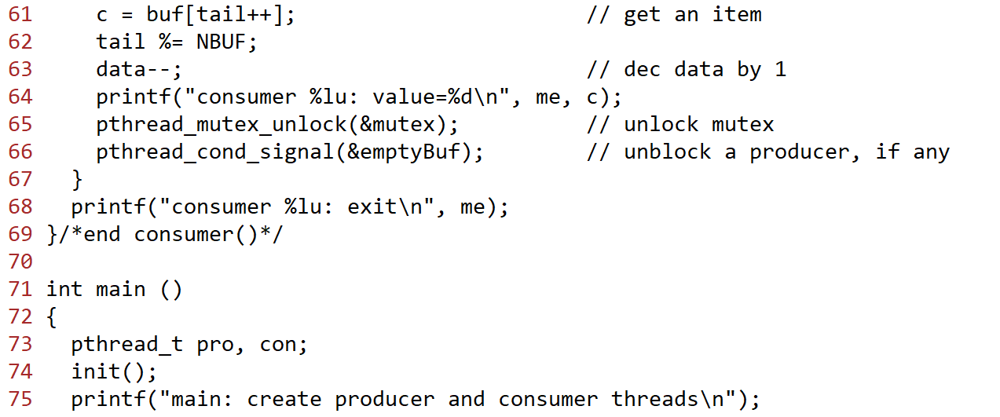 61     c = buf[tail++];                       // get an item
62     tail %= NBUF;
63     data--;                                // dec data by 1
64     printf("consumer %lu: value=%d\n", me, c);
65     pthread_mutex_unlock(&mutex);          // unlock mutex
66     pthread_cond_signal(&emptyBuf);        // unblock a producer, if any
67   }
68   printf("consumer %lu: exit\n", me);
69 }/*end consumer()*/
70
71 int main ()
72 {
73   pthread_t pro, con;
74   init();
75   printf("main: create producer and consumer threads\n");